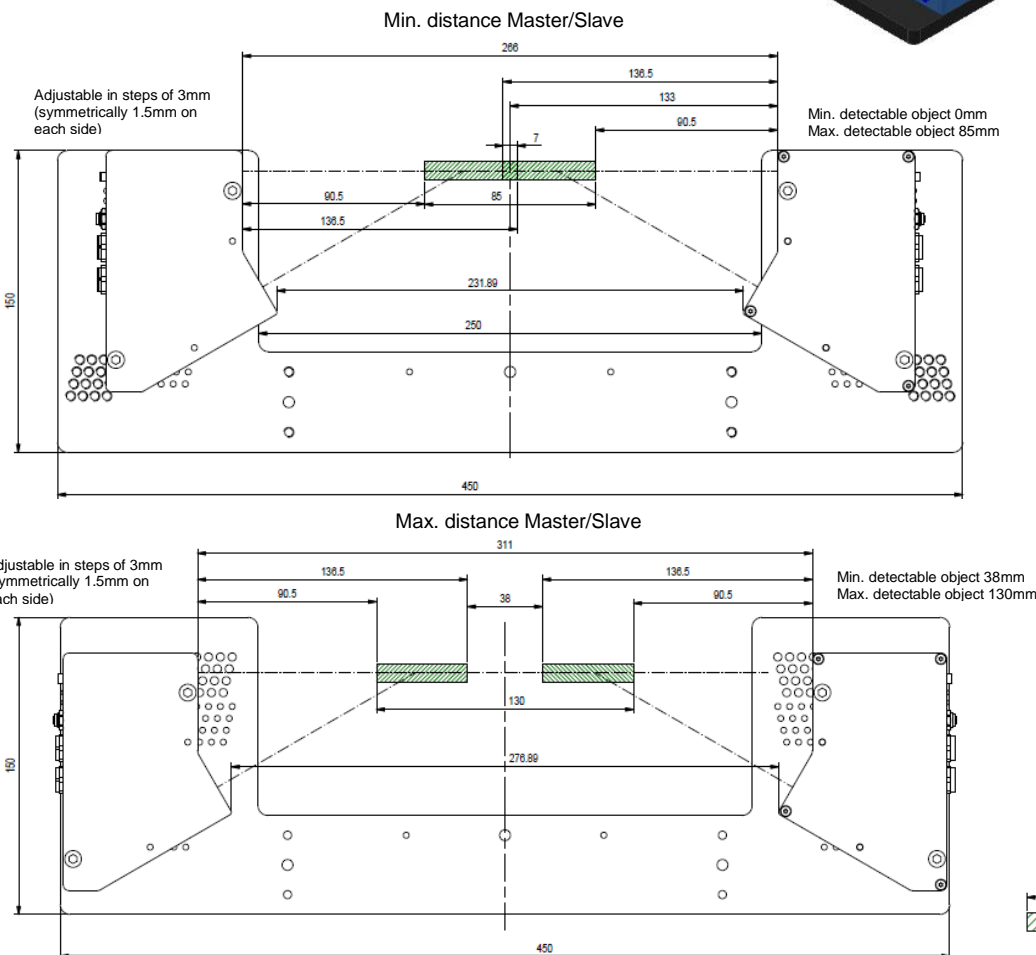 Min. distance Master/Slave
266
136.5
Adjustable in steps of 3mm
(symmetrically 1.5mm on
each side)
133
Min. detectable object 0mm
Max. detectable object 85mm
90.5
7
90.5
85
136.5
231.89
150
250
450
Max. distance Master/Slave
311
djustable in steps of 3mm
ymmetrically 1.5mm on
ach side)
136.5
136.5
Min. detectable object 38mm
Max. detectable object 130mm
90.5
38
90.5
130
276.89
150
450